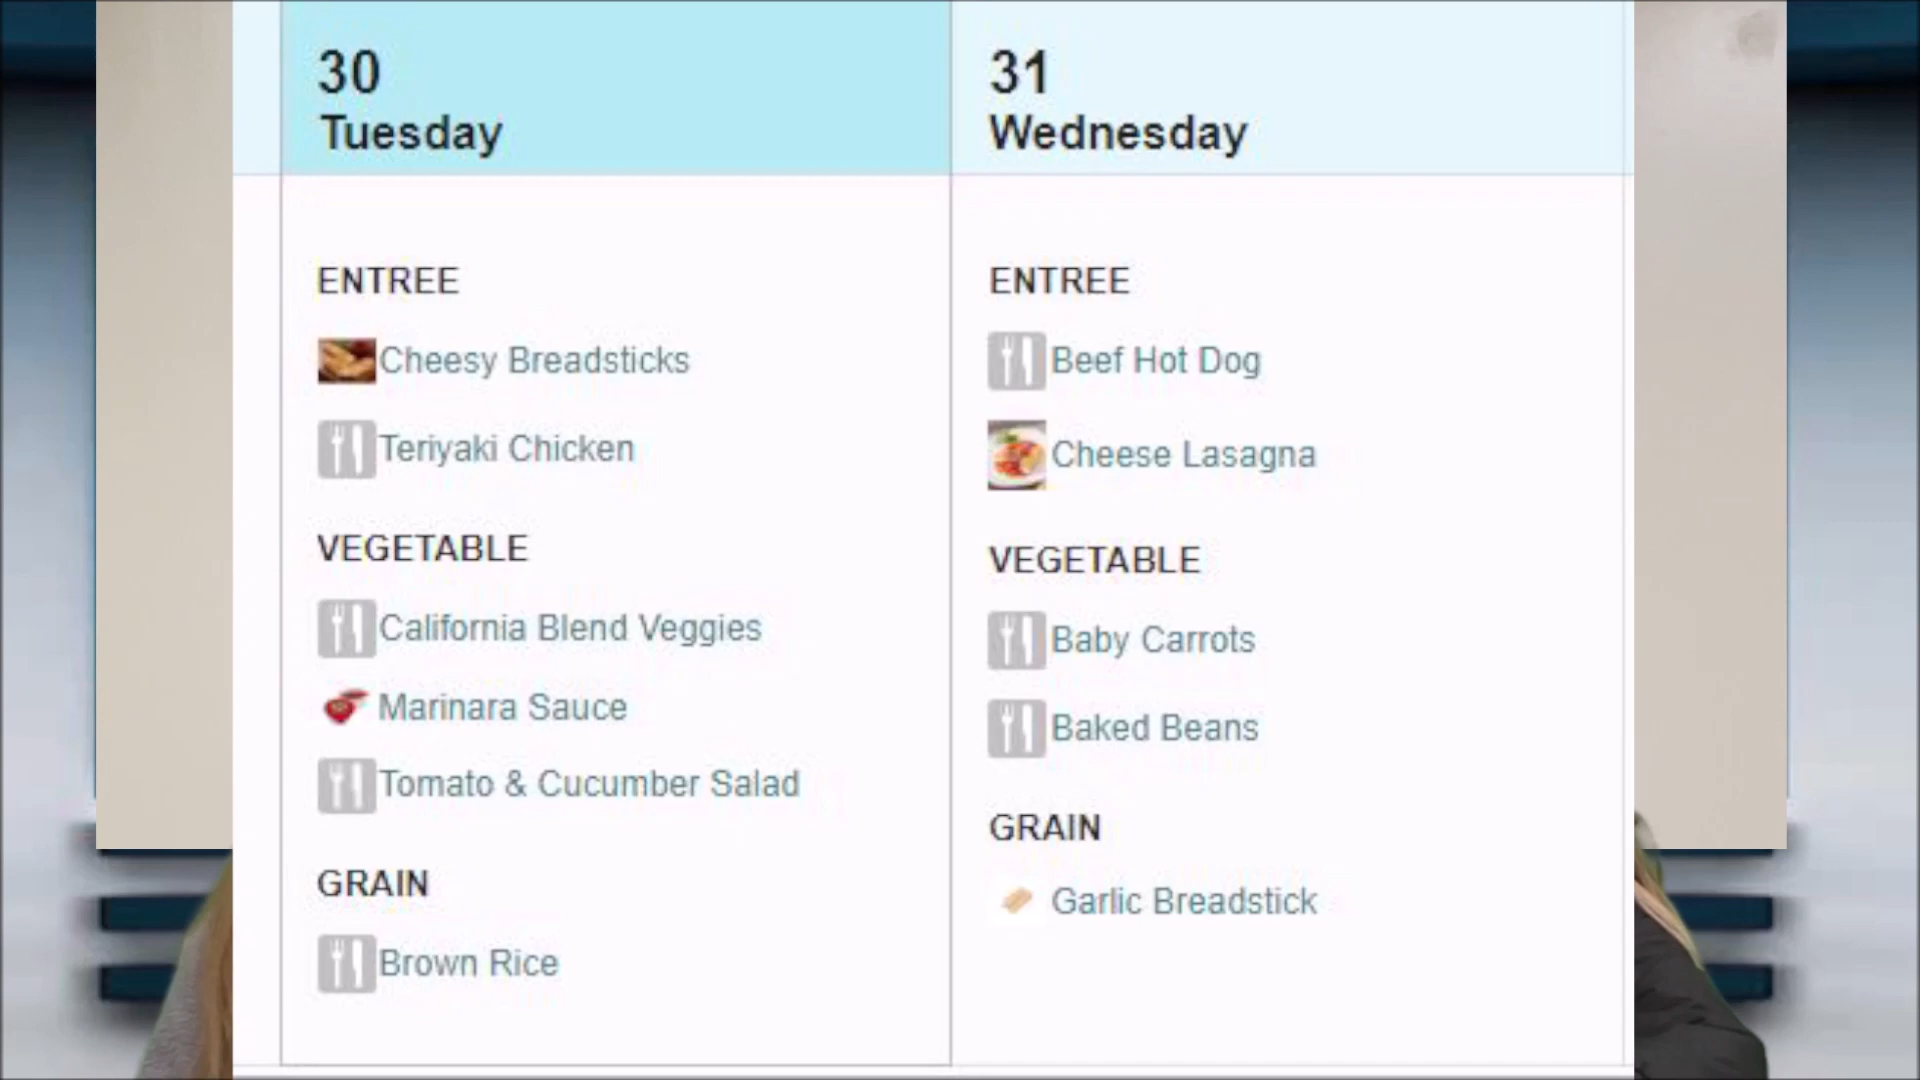 30
Tuesday
ENTREE
Cheesy Breadsticks
Teriyaki Chicken
VEGETABLE
California Blend Veggies
Marinara Sauce
Tomato & Cucumber Salad
GRAIN
Brown Rice
31
Wednesday
ENTREE
Beef Hot Dog
Cheese Lasagna
VEGETABLE
Baby Carrots
Baked Beans
GRAIN
Garlic Breadstick